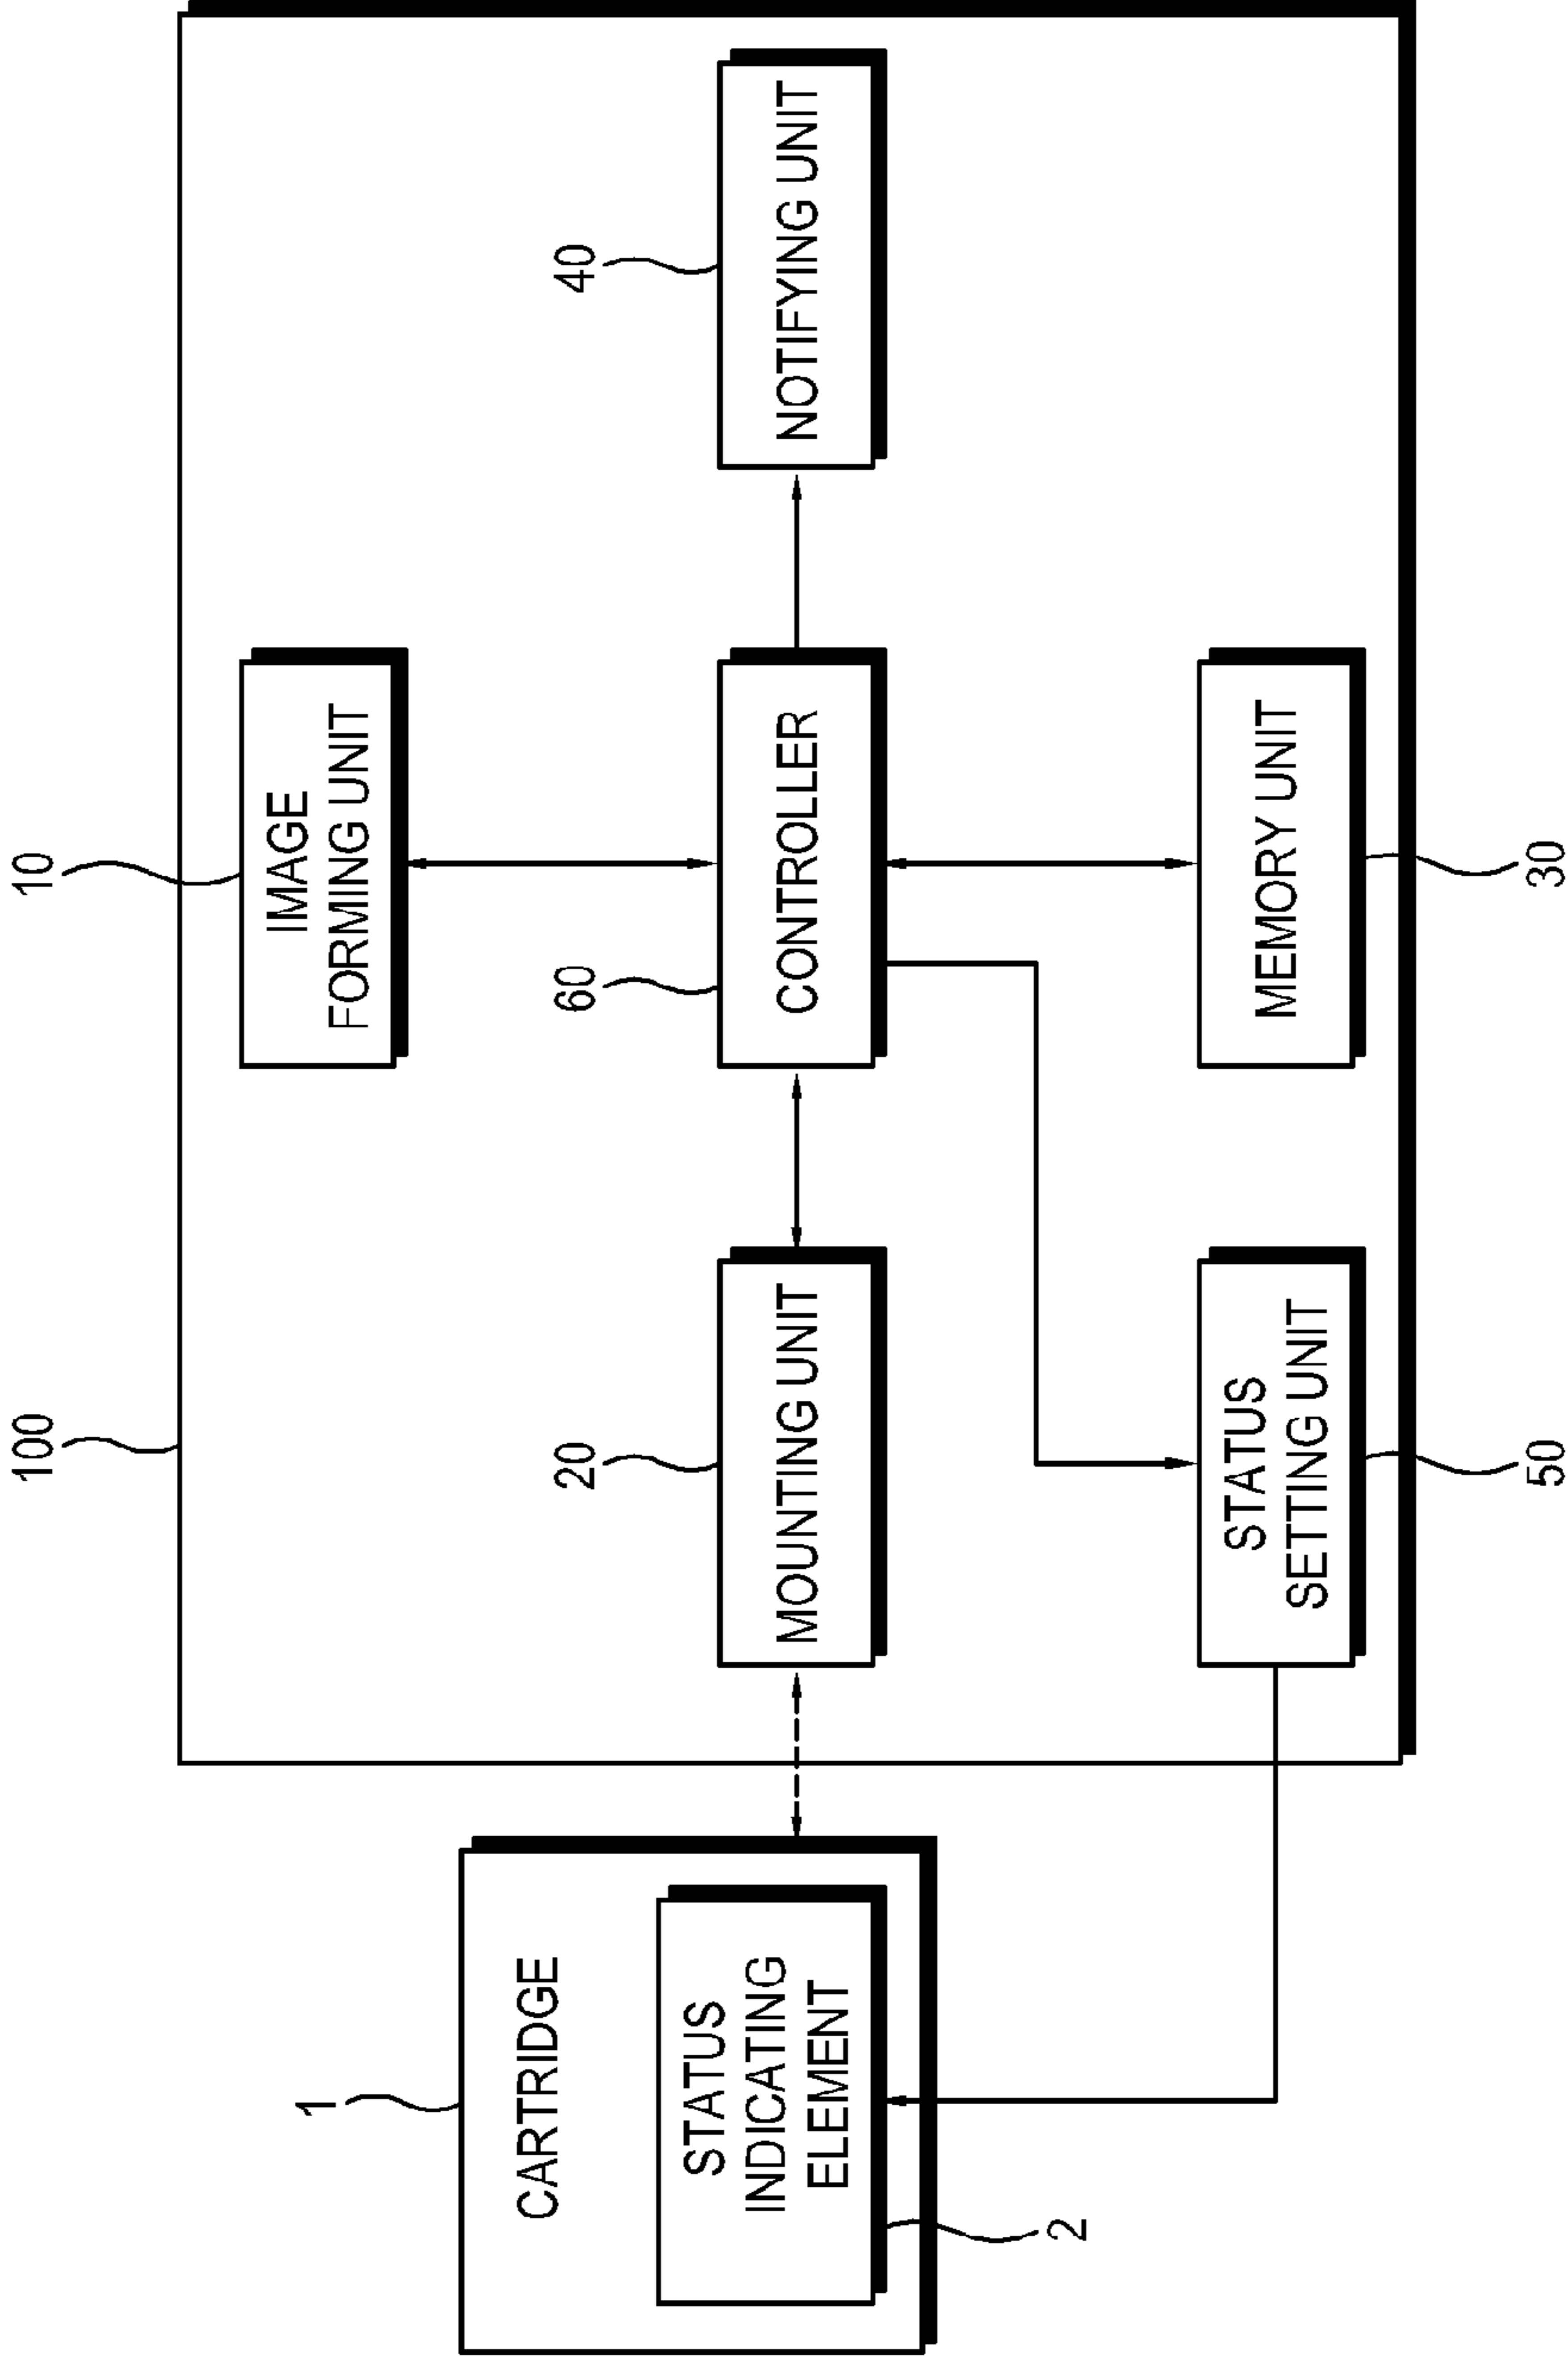 100
10
IMAGE
FORMING UNIT
1
CARTRIDGE
STATUS
INDICATING
ELEMENT
2
20
MOUNTING UNIT
60
CONTROLLER
40
NOTIFYING UNIT
STATUS
SETTING UNIT
50
MEMORY UNIT
30